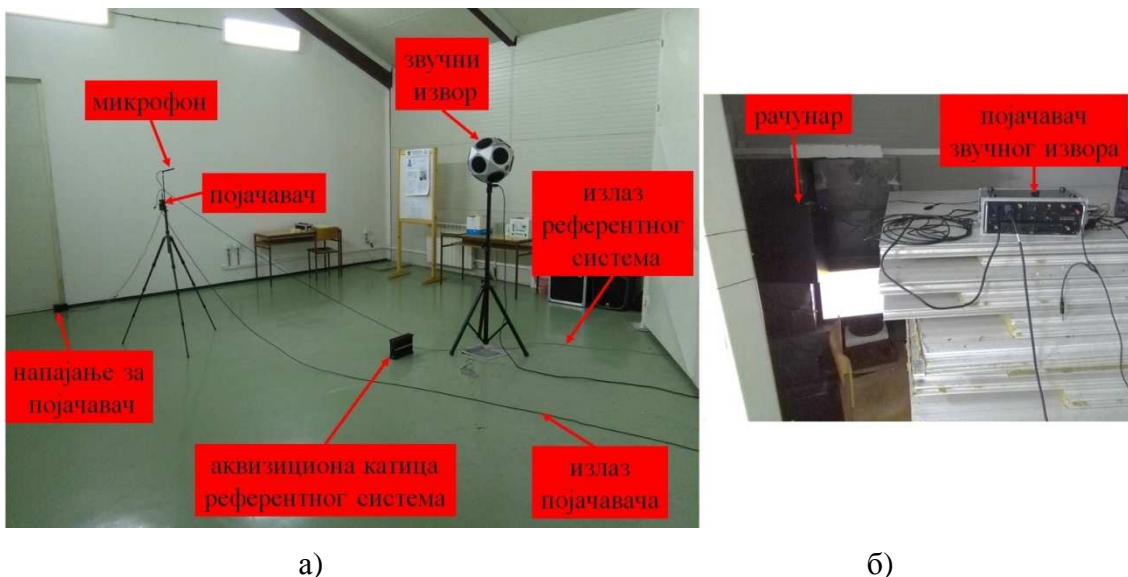 звучни
извор
микрофон
појачавач
излаз
референтног
система
напајање за
појачавач
аквизициона катица
референтног система
излаз
појачавача
рачунар
појачавач
звучног извора
а)
б)